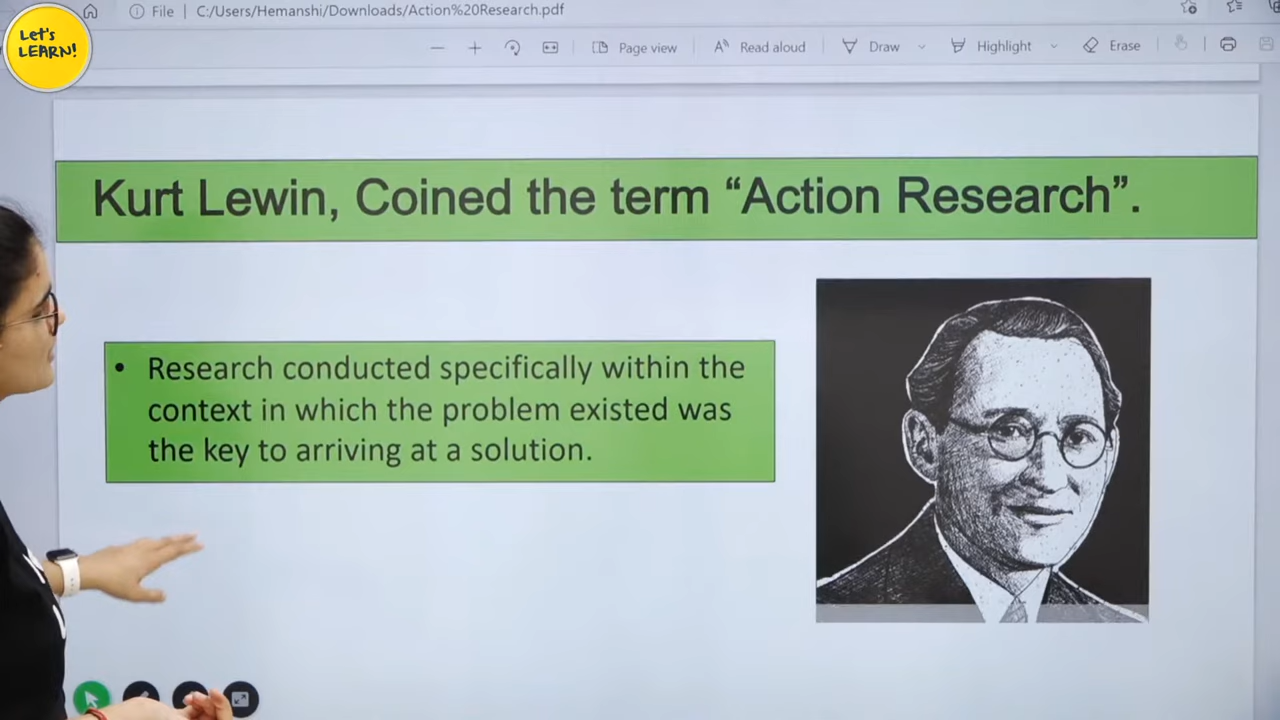 Let's
LEARN!
File | C:/Users/Hemanshi/Downloads/Action%20Research.pdf
Page view
Read aloud
Draw
Highlight
Erase
Kurt Lewin, Coined the term “Action Research”.
• Research conducted specifically within the
context in which the problem existed was
the key to arriving at a solution.